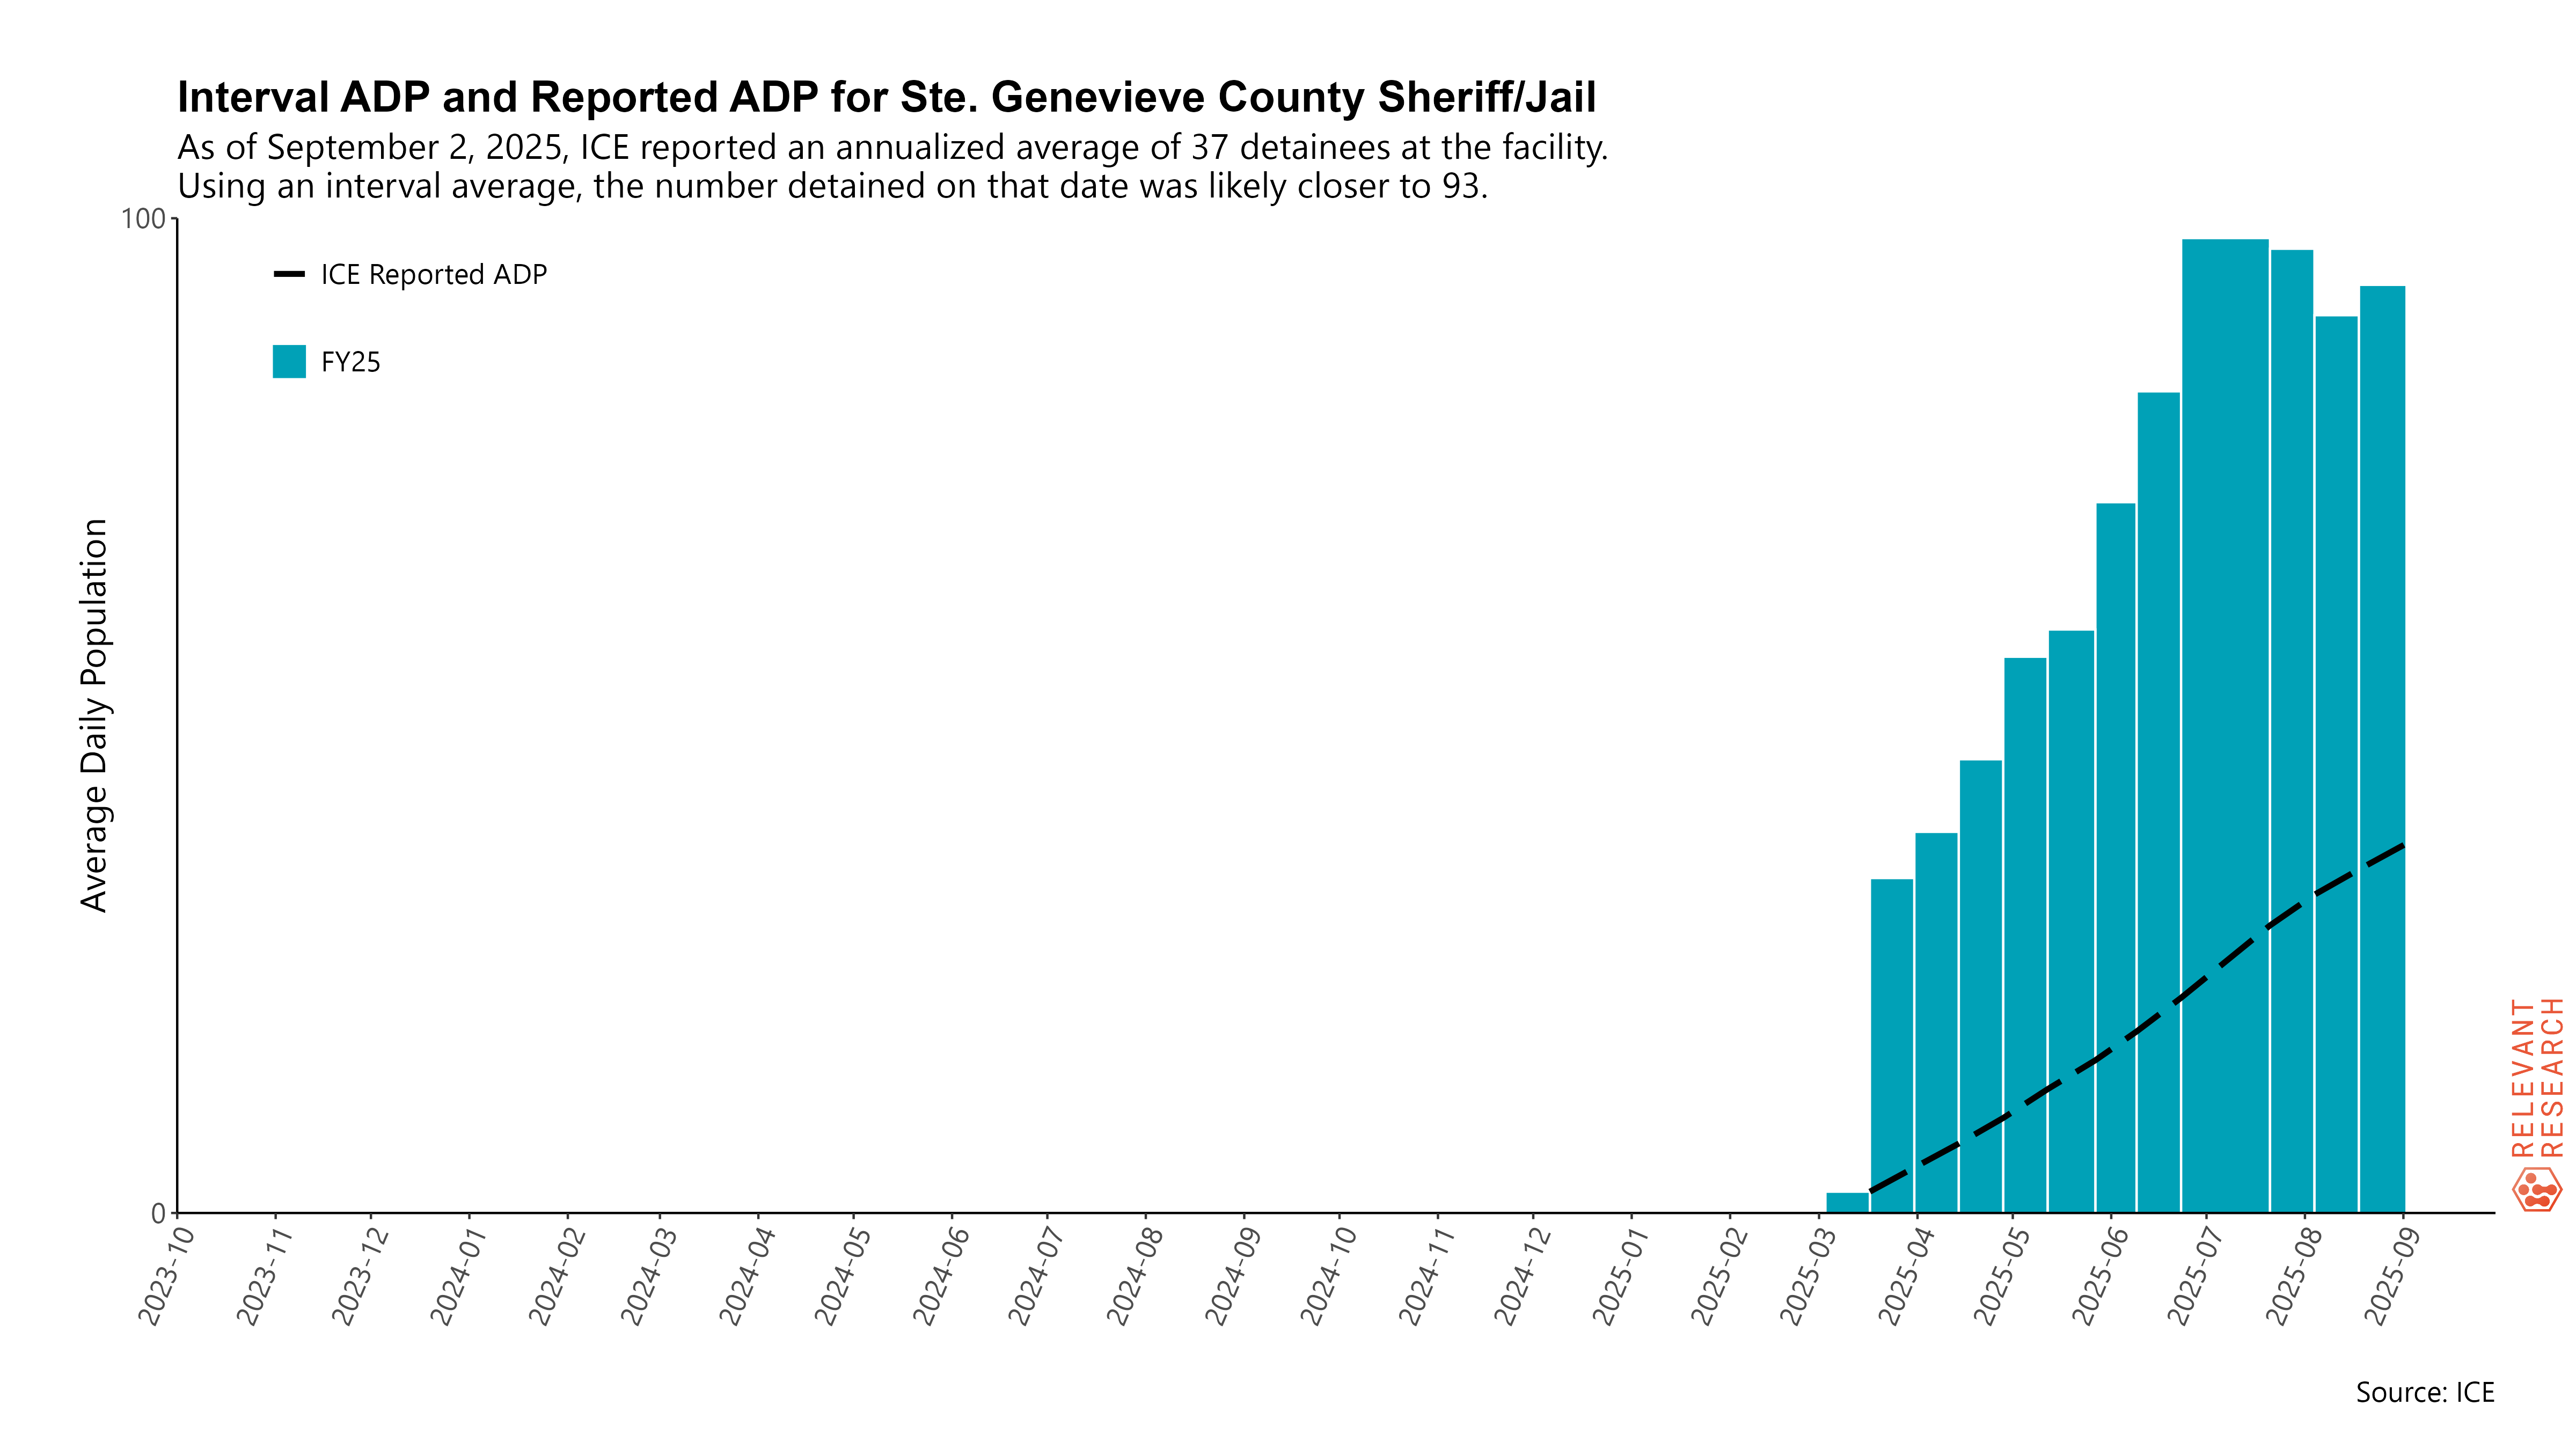 Interval ADP and Reported ADP for Ste. Genevieve County Sheriff/Jail
As of September 2, 2025, ICE reported an annualized average of 37 detainees at the facility.
Using an interval average, the number detained on that date was likely closer to 93.
100
ICE Reported ADP
FY25
Average Daily Population
0
2023-10
2023-11
2023-12
2024-01
2024-02
2024-03
2024-04
2024-05
2024-06
2024-07
2024-08
2024-09
2024-10
2024-11
2024-12
2025-01
2025-02
2025-03
2025-04
2025-05
2025-06
2025-07
2025-08
2025-09
RELEVANT
RESEARCH
Source: ICE